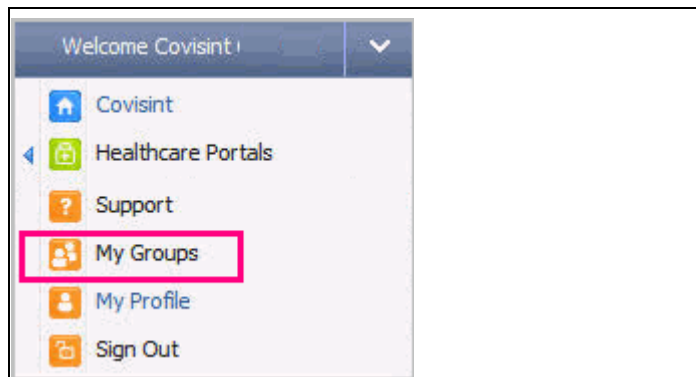 Welcome Covisint
Covisint
Healthcare Portals
? Support
My Groups
My Profile
Sign Out